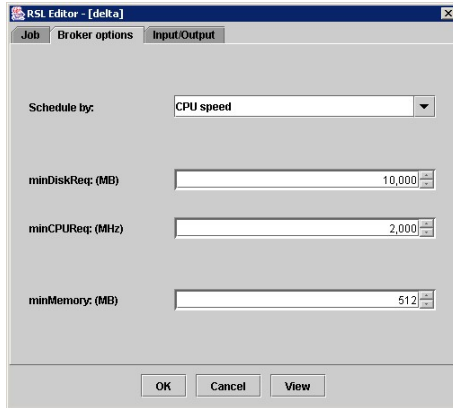 RSL Editor - [delta]
Job Broker options Input/Output
Schedule by: CPU speed
minDiskReq: (MB) 10,000
minCPUReq: (MHz) 2,000
minMemory: (MB) 512
OK Cancel View